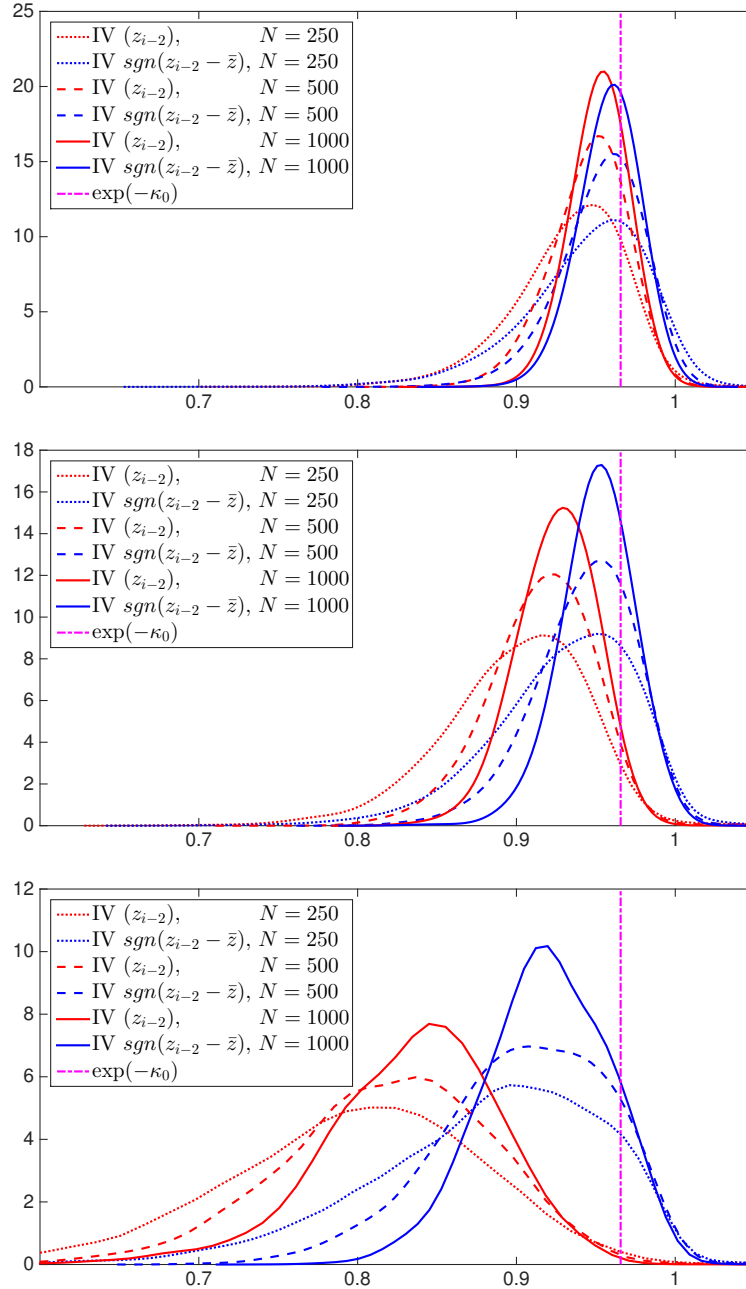 25
20
15
10
5
0
IV (z_{i−2}), N = 250
IV sgn(z_{i−2} − z̄), N = 250
IV (z_{i−2}), N = 500
IV sgn(z_{i−2} − z̄), N = 500
IV (z_{i−2}), N = 1000
IV sgn(z_{i−2} − z̄), N = 1000
exp(−κ₀)
0.7 0.8 0.9 1
18
16
14
12
10
8
6
4
2
0
IV (z_{i−2}), N = 250
IV sgn(z_{i−2} − z̄), N = 250
IV (z_{i−2}), N = 500
IV sgn(z_{i−2} − z̄), N = 500
IV (z_{i−2}), N = 1000
IV sgn(z_{i−2} − z̄), N = 1000
exp(−κ₀)
0.7 0.8 0.9 1
12
10
8
6
4
2
0
IV (z_{i−2}), N = 250
IV sgn(z_{i−2} − z̄), N = 250
IV (z_{i−2}), N = 500
IV sgn(z_{i−2} − z̄), N = 500
IV (z_{i−2}), N = 1000
IV sgn(z_{i−2} − z̄), N = 1000
exp(−κ₀)
0.7 0.8 0.9 1